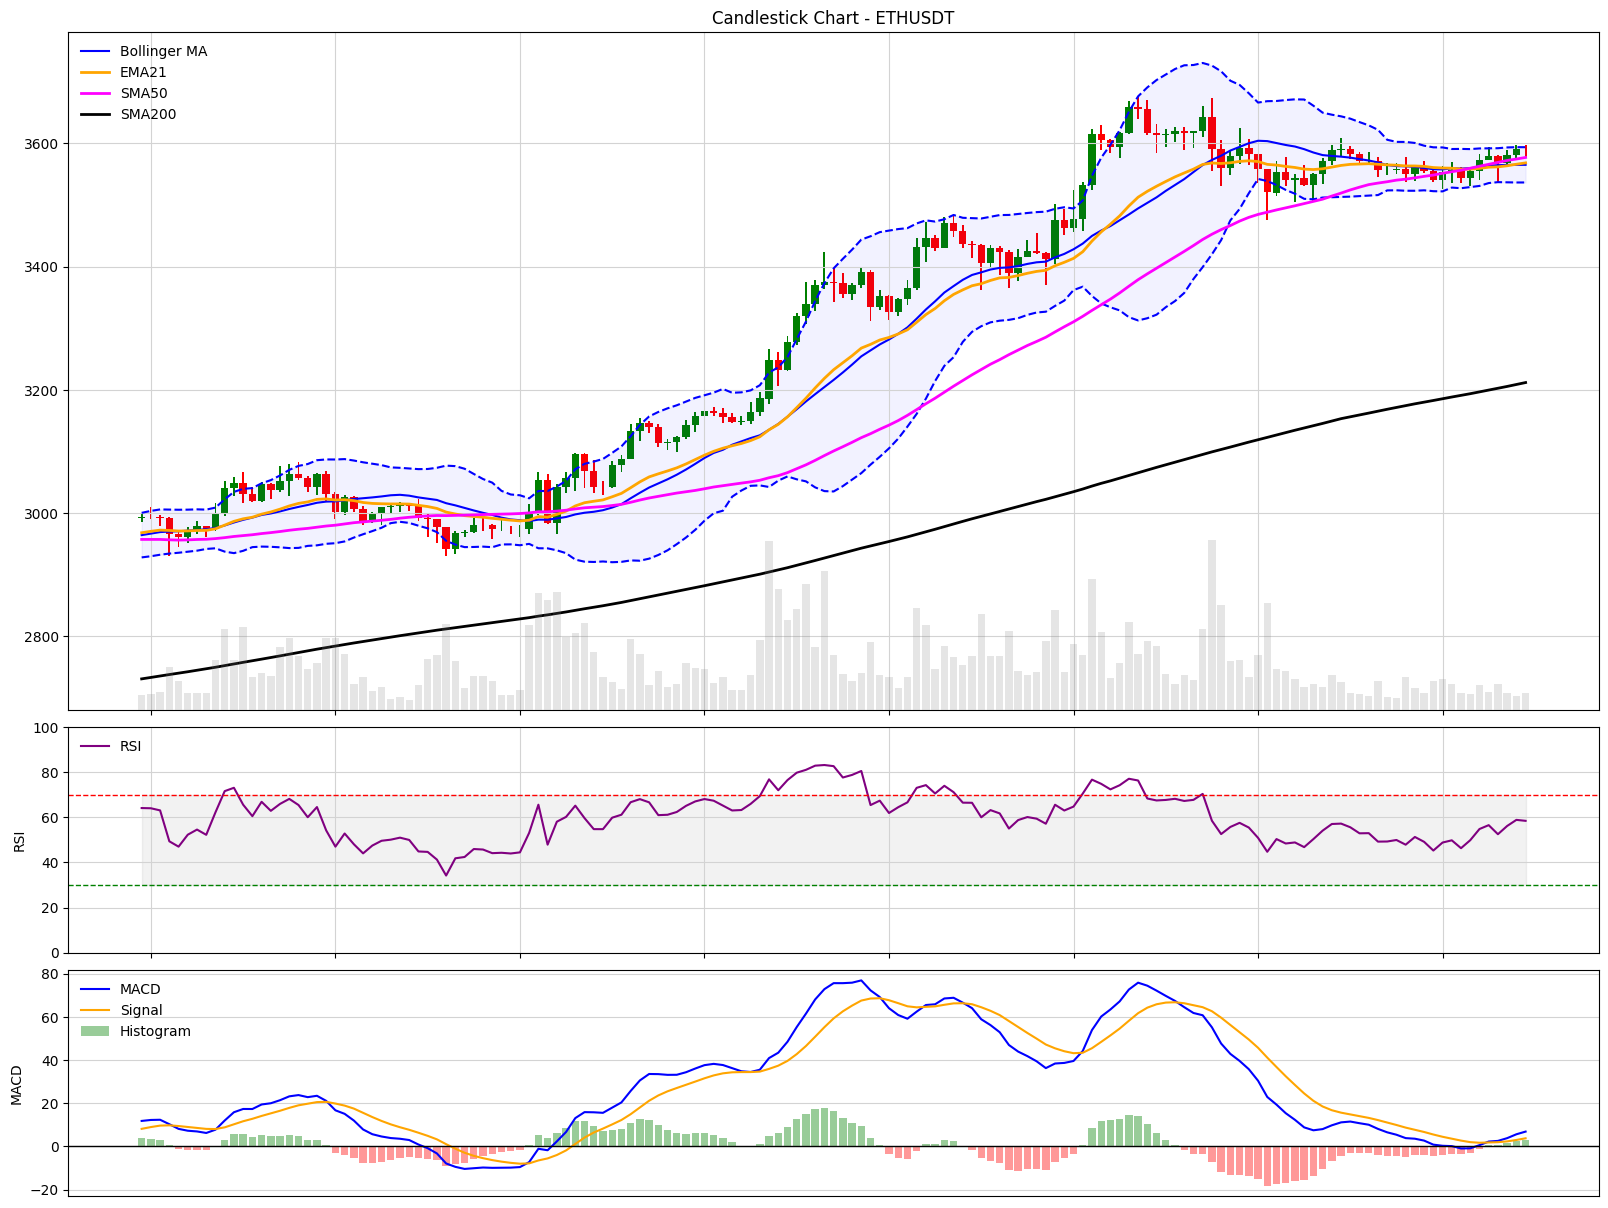 Candlestick Chart - ETHUSDT
Bollinger MA
EMA21
SMA50
SMA200
3600
3400
3200
3000
2800
RSI
100
80
60
40
20
0
RSI
MACD
Signal
Histogram
80
60
40
20
0
−20
MACD